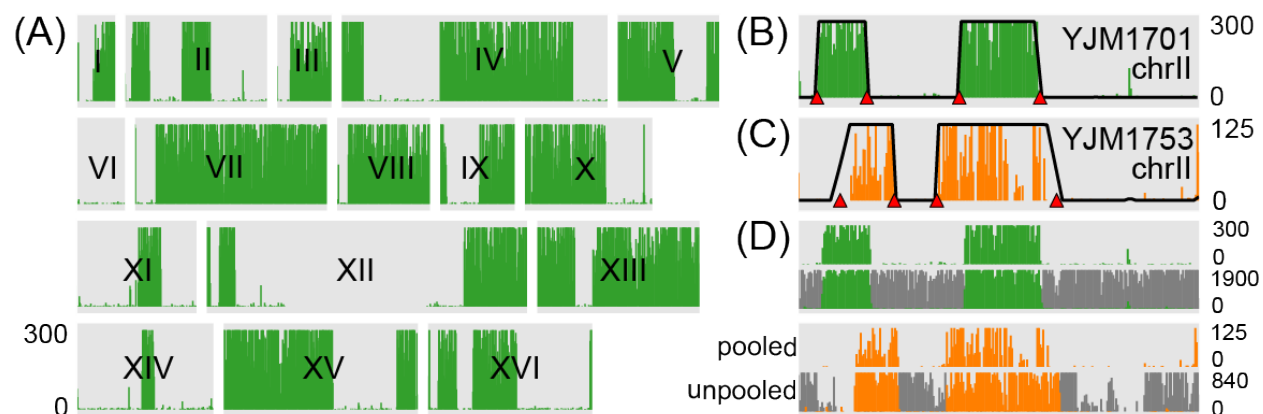 (A)
I
II
III
IV
V
VI
VII
VIII
IX
X
XI
XII
XIII
300
XIV
XV
XVI
0
(B)
YJM1701
chrII
300
0
(C)
YJM1753
chrII
125
0
(D)
300
0
1900
0
pooled
125
0
unpooled
840
0